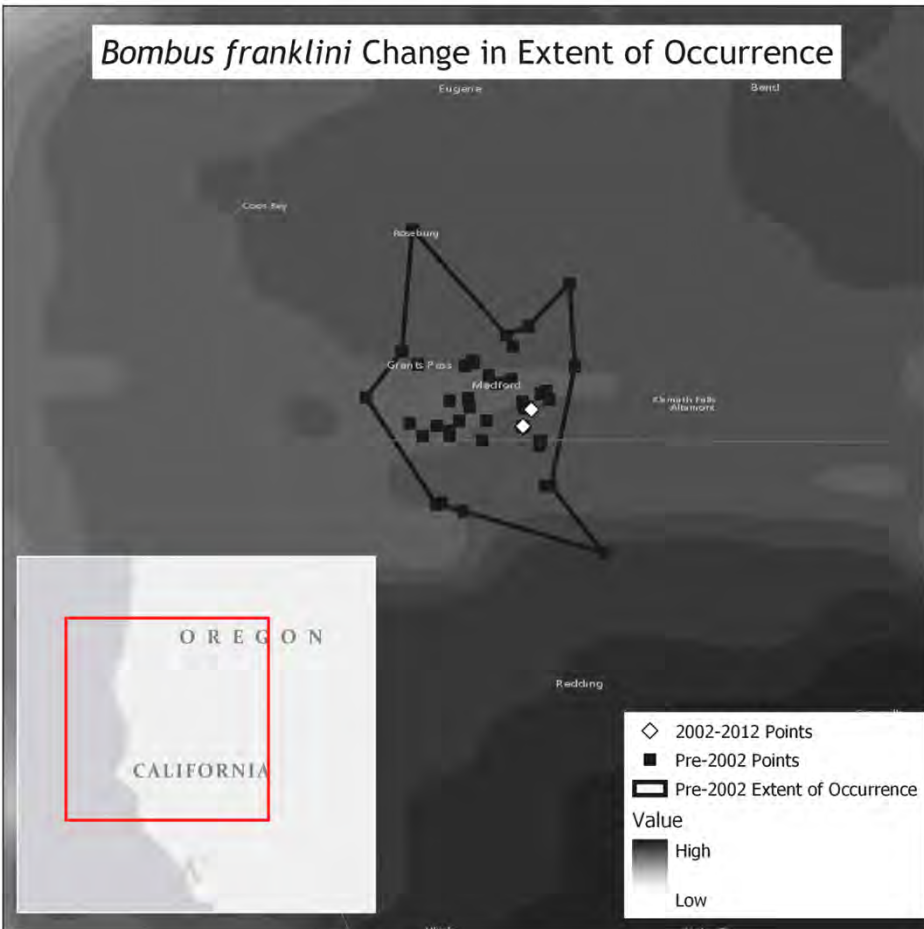 Bombus franklini Change in Extent of Occurrence
Eugene
Bend
Coos Bay
Roseburg
Grants Pass
Medford
Klamath Falls
Altamont
OREGON
CALIFORNIA
Redding
2002-2012 Points
Pre-2002 Points
Pre-2002 Extent of Occurrence
Value
High
Low